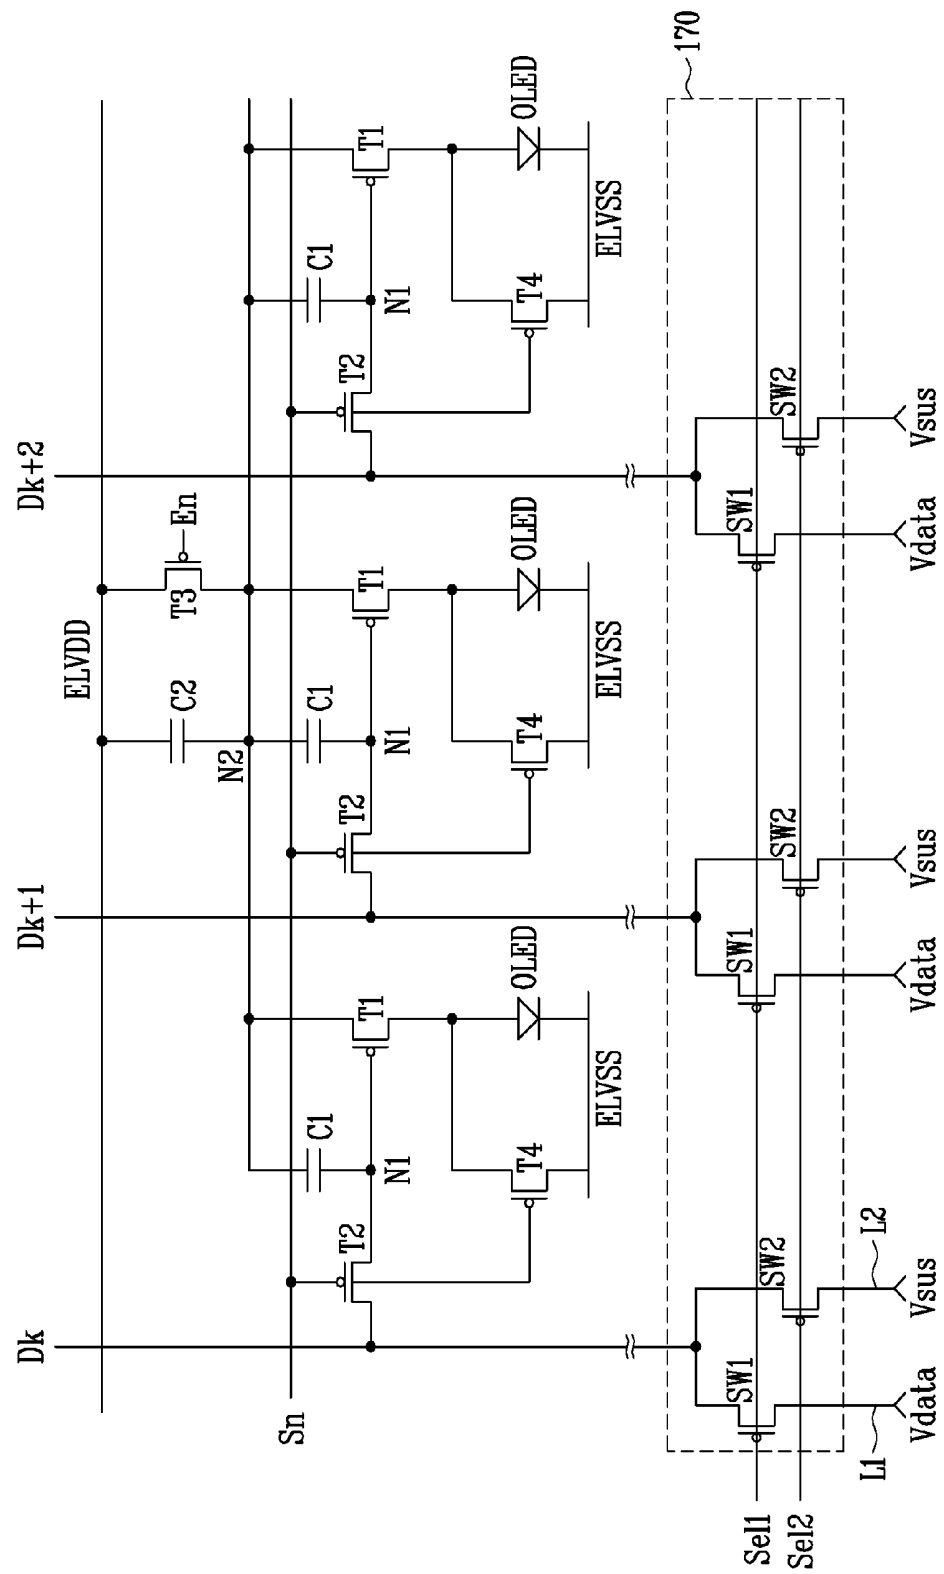 Dk
Dk+1
Dk+2
ELVDD
C2
T3
En
N2
Sn
T2
C1
N1
T1
T4
OLED
ELVSS
T2
C1
N1
T1
T4
OLED
ELVSS
T2
C1
N1
T1
T4
OLED
ELVSS
170
Sel1
Sel2
SW1
SW2
SW1
SW2
SW1
SW2
L1
L2
Vdata
Vsus
Vdata
Vsus
Vdata
Vsus